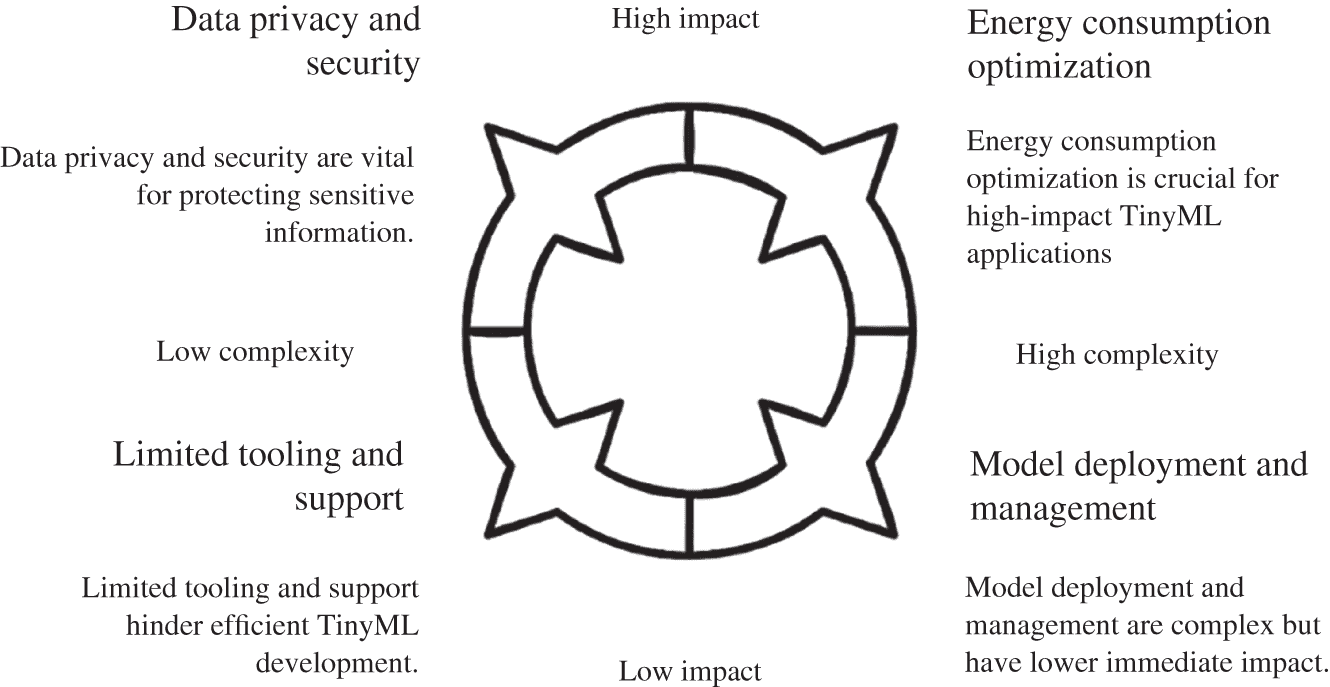 Data privacy and
security
Data privacy and security are vital
for protecting sensitive
information.
High impact
Energy consumption
optimization
Energy consumption
optimization is crucial for
high-impact TinyML
applications
Low complexity
High complexity
Limited tooling and
support
Limited tooling and support
hinder efficient TinyML
development.
Low impact
Model deployment and
management
Model deployment and
management are complex but
have lower immediate impact.